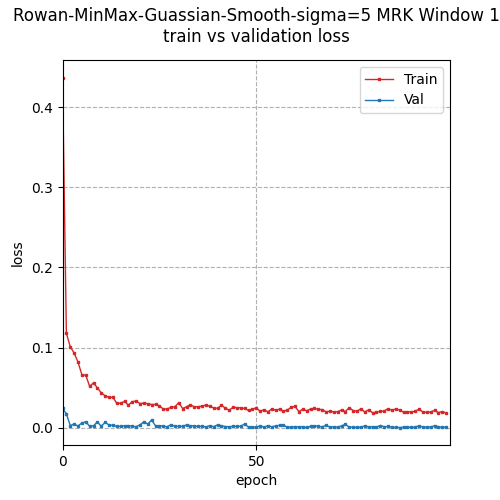 Rowan-MinMax-Guassian-Smooth-sigma=5 MRK Window 1
train vs validation loss
Train
Val
0.4
0.3
0.2
0.1
0.0
loss
0
50
epoch